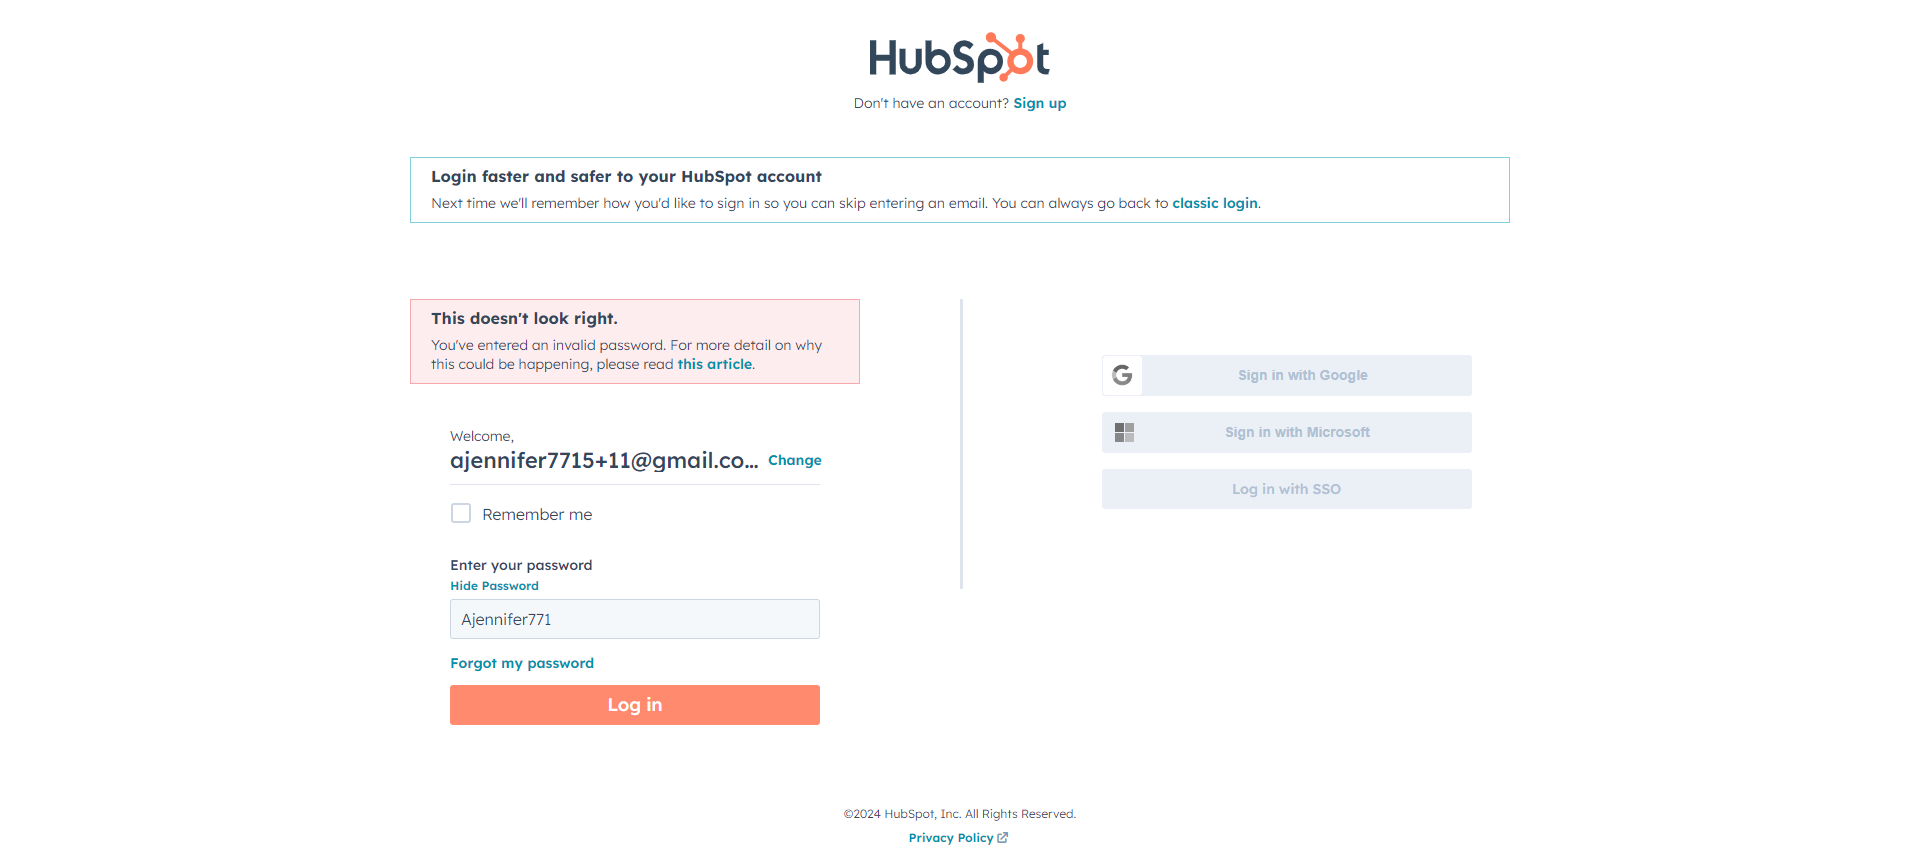 HubSpot
Don't have an account? Sign up
Login faster and safer to your HubSpot account
Next time we'll remember how you'd like to sign in so you can skip entering an email. You can always go back to classic login.
This doesn't look right.
You've entered an invalid password. For more detail on why
this could be happening, please read this article.
Welcome,
ajennifer7715+11@gmail.co... Change
Remember me
Enter your password
Hide Password
Ajennifer771
Forgot my password
Log in
Sign in with Google
Sign in with Microsoft
Log in with SSO
©2024 HubSpot, Inc. All Rights Reserved.
Privacy Policy